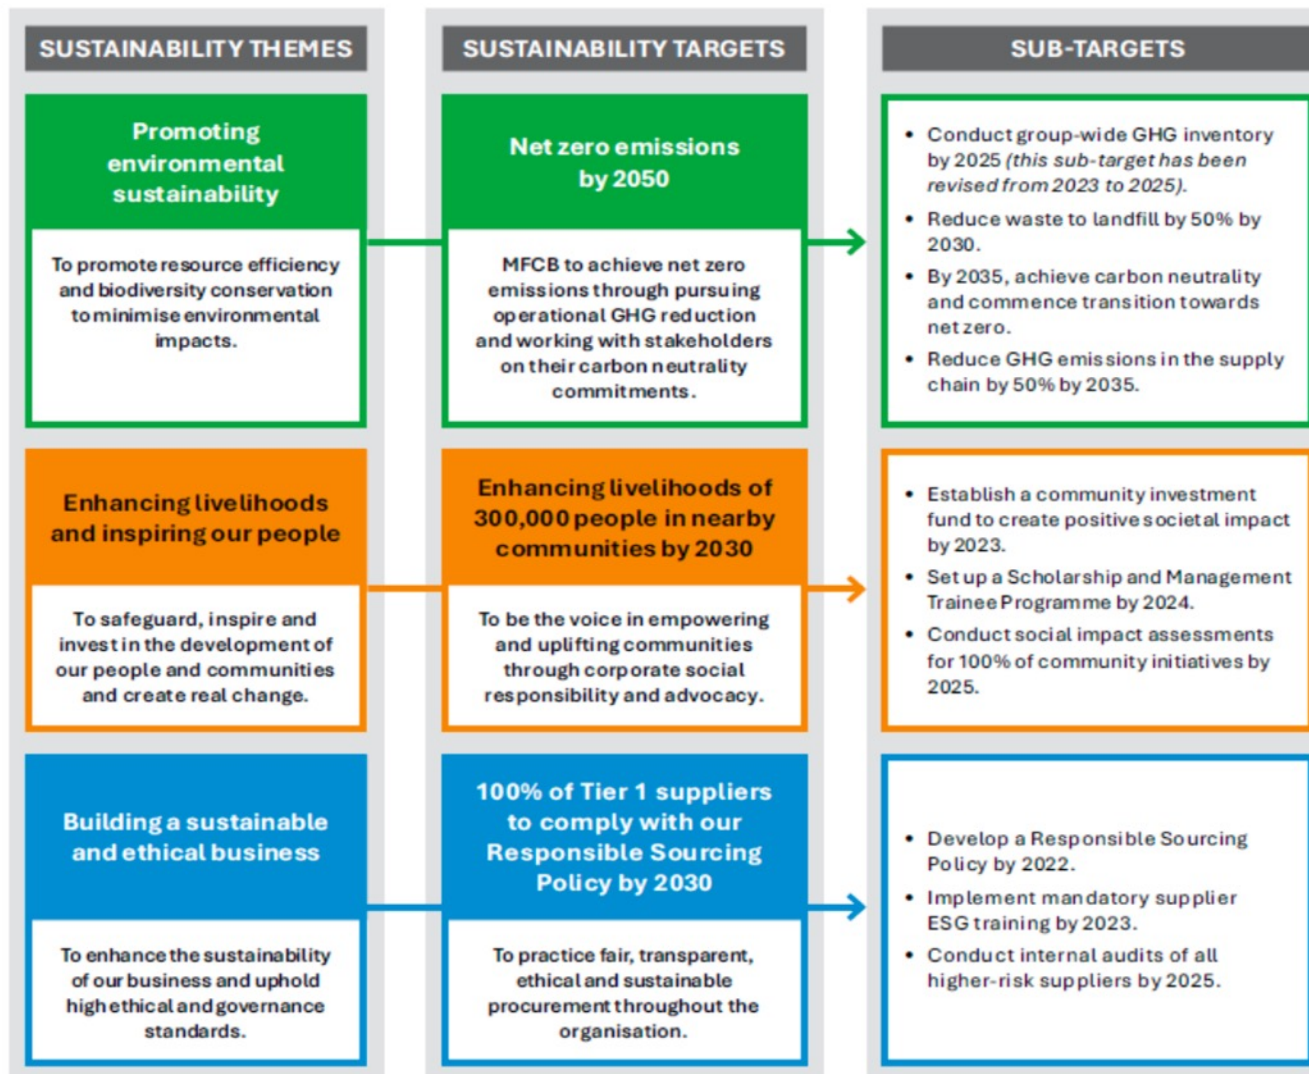 SUSTAINABILITY THEMES
SUSTAINABILITY TARGETS
SUB-TARGETS
Promoting
environmental
sustainability
To promote resource efficiency
and biodiversity conservation
to minimise environmental
impacts.
Net zero emissions
by 2050
MFCB to achieve net zero
emissions through pursuing
operational GHG reduction
and working with stakeholders
on their carbon neutrality
commitments.
• Conduct group-wide GHG inventory
by 2025 (this sub-target has been
revised from 2023 to 2025).
• Reduce waste to landfill by 50% by
2030.
• By 2035, achieve carbon neutrality
and commence transition towards
net zero.
• Reduce GHG emissions in the supply
chain by 50% by 2035.
Enhancing livelihoods
and inspiring our people
To safeguard, inspire and
invest in the development of
our people and communities
and create real change.
Enhancing livelihoods of
300,000 people in nearby
communities by 2030
To be the voice in empowering
and uplifting communities
through corporate social
responsibility and advocacy.
• Establish a community investment
fund to create positive societal impact
by 2023.
• Set up a Scholarship and Management
Trainee Programme by 2024.
• Conduct social impact assessments
for 100% of community initiatives by
2025.
Building a sustainable
and ethical business
To enhance the sustainability
of our business and uphold
high ethical and governance
standards.
100% of Tier 1 suppliers
to comply with our
Responsible Sourcing
Policy by 2030
To practice fair, transparent,
ethical and sustainable
procurement throughout the
organisation.
• Develop a Responsible Sourcing
Policy by 2022.
• Implement mandatory supplier
ESG training by 2023.
• Conduct internal audits of all
higher-risk suppliers by 2025.